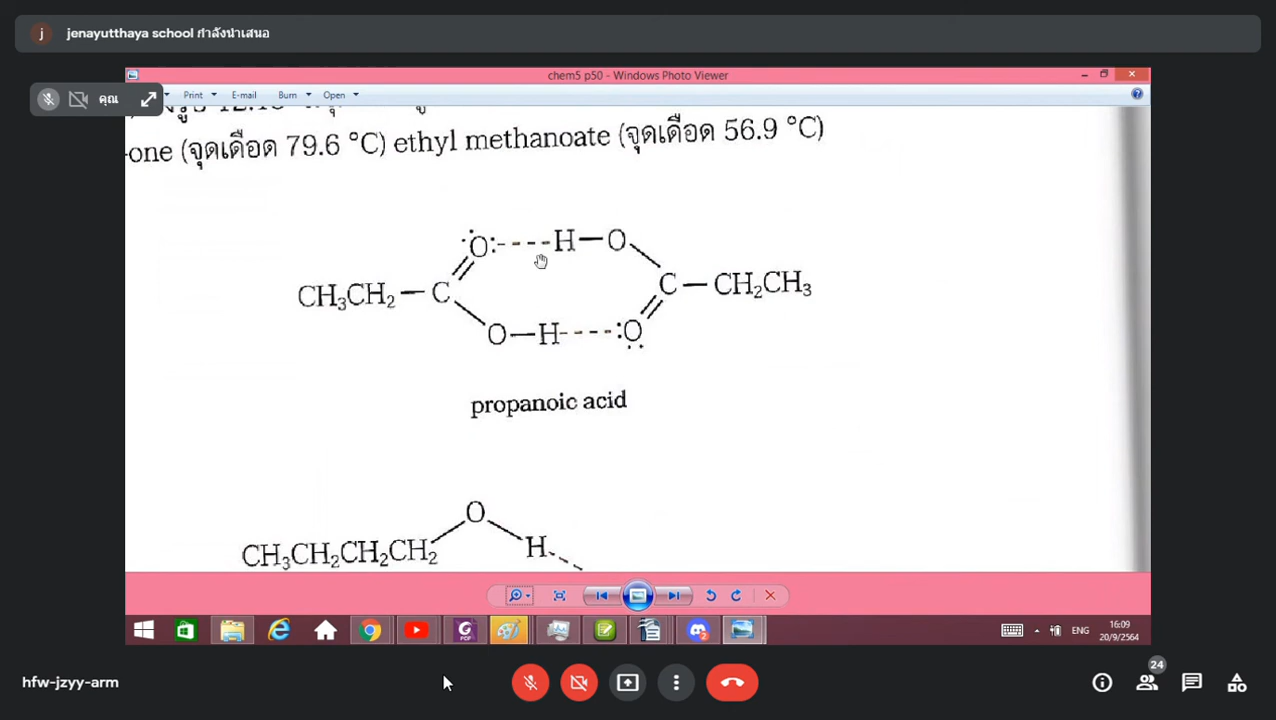 j jenayutthaya school กำลังนำเสนอ
chem5 p50 - Windows Photo Viewer
คุณ
Print E-mail Burn Open
-one (จุดเดือด 79.6 °C) ethyl methanoate (จุดเดือด 56.9 °C)
:O:----H—O
CH₃CH₂—C C—CH₂CH₃
O—H----:O
propanoic acid
O
CH₃CH₂CH₂CH₂ H
ENG
16:09
20/9/2564
hfw-jzyy-arm
24